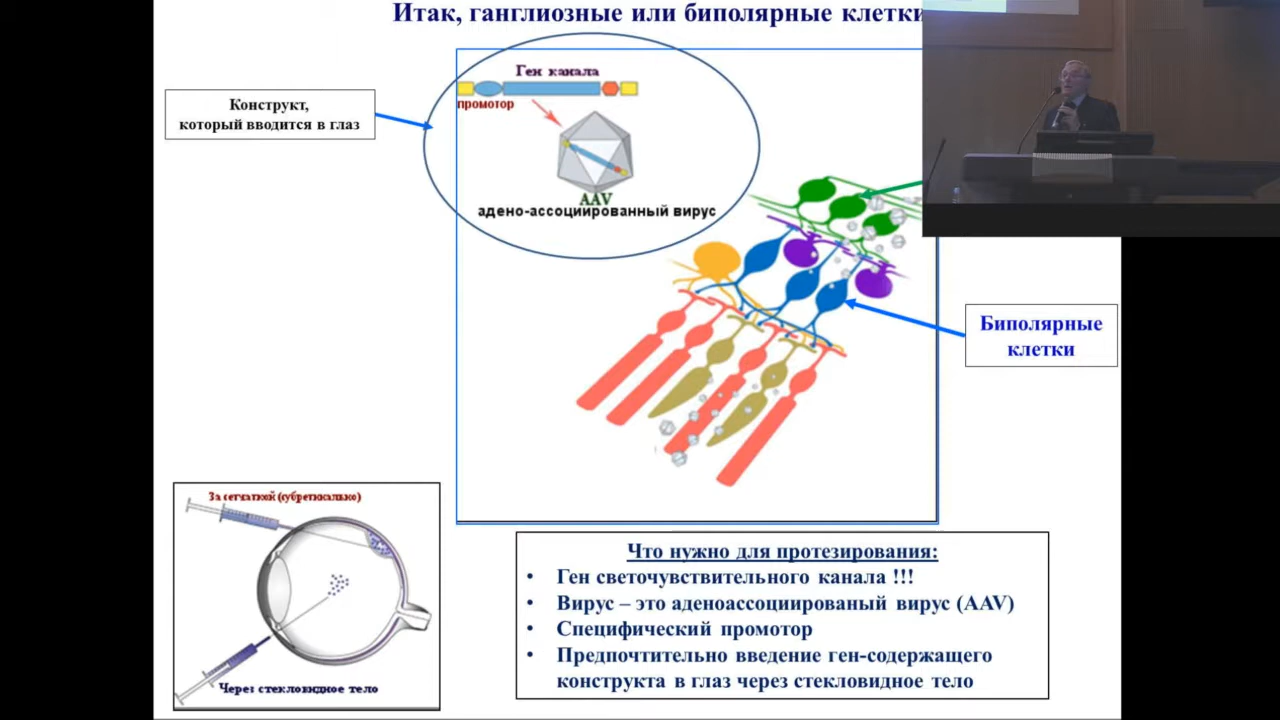 Итак, ганглиозные или биполярные клетки
Ген канала
промотор
Конструкт,
который вводится в глаз
AAV
адено-ассоциированный вирус
Биполярные
клетки
За сетчаткой (субретинально)
Через стекловидное тело
Что нужно для протезирования:
• Ген светочувствительного канала !!!
• Вирус – это аденоассоциированый вирус (AAV)
• Специфический промотор
• Предпочтительно введение ген-содержащего
конструкта в глаз через стекловидное тело